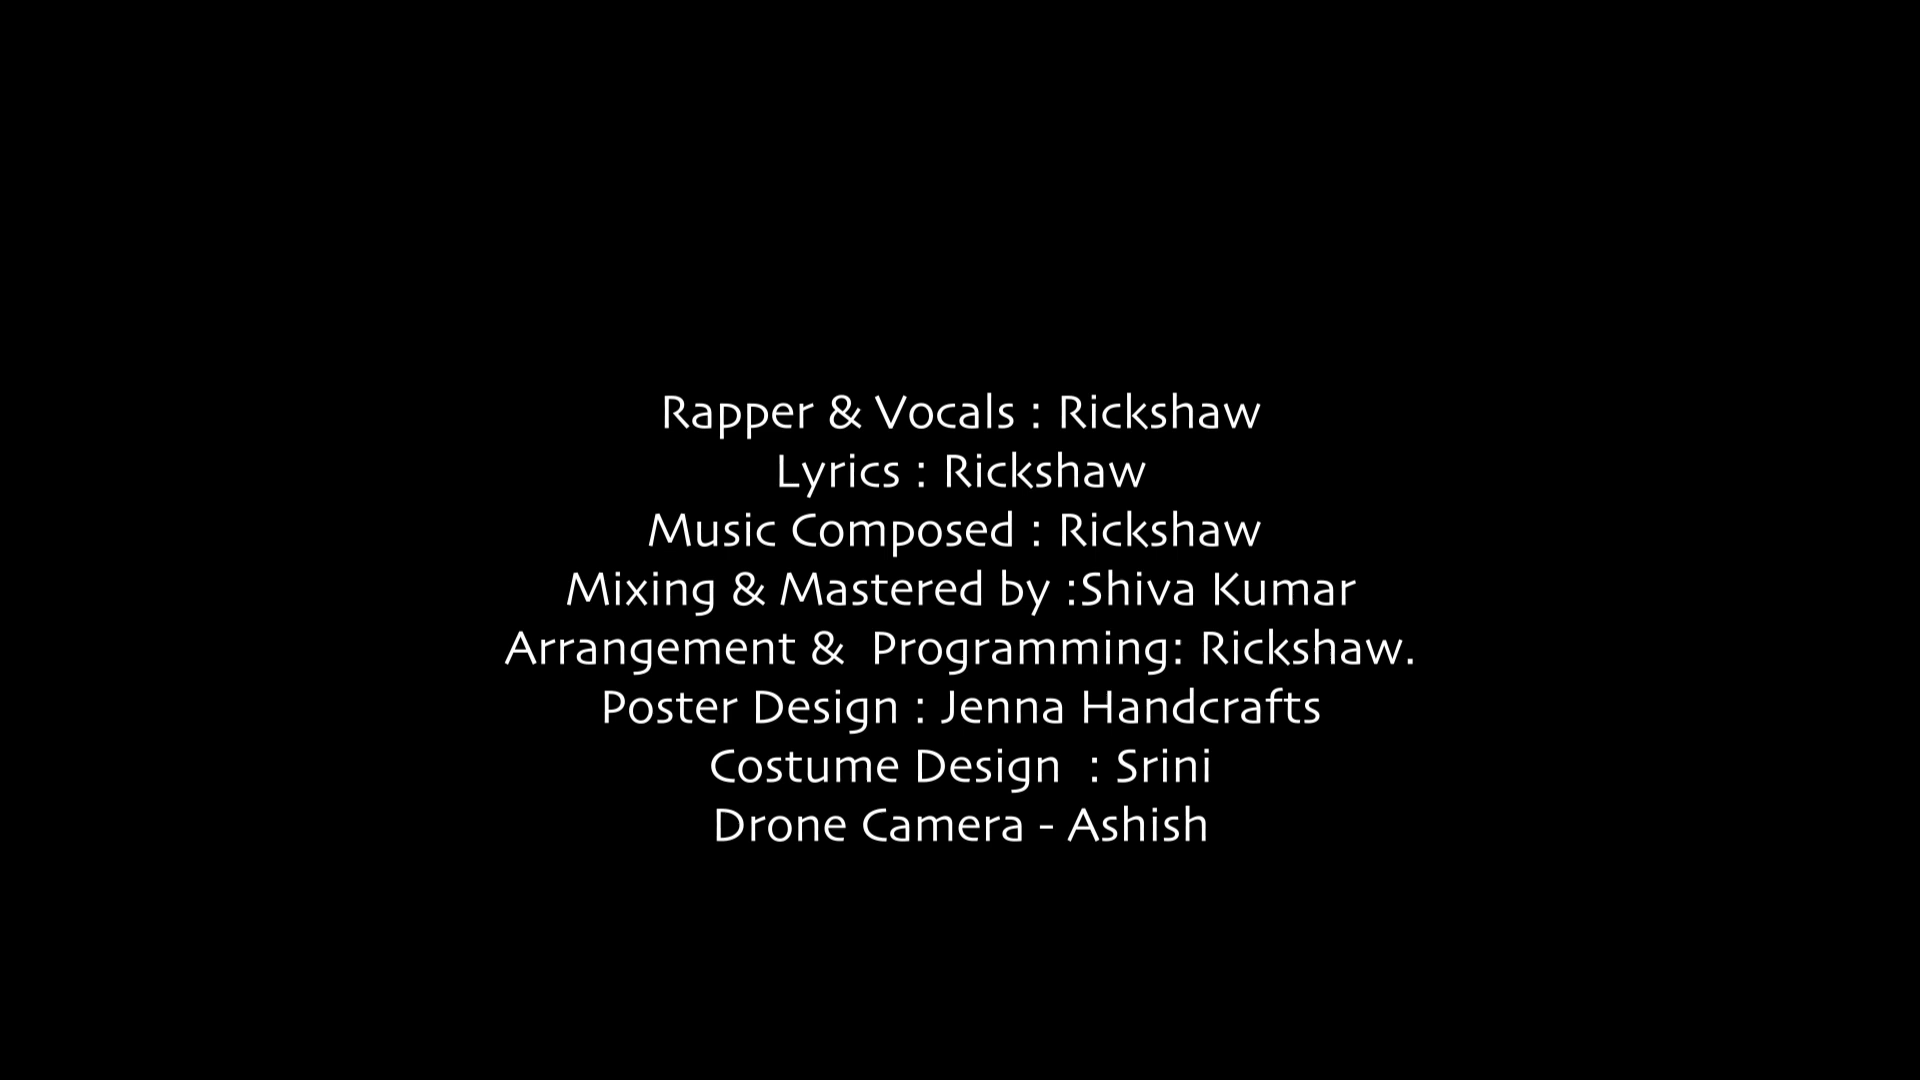 Rapper & Vocals : Rickshaw
Lyrics : Rickshaw
Music Composed : Rickshaw
Mixing & Mastered by :Shiva Kumar
Arrangement &  Programming: Rickshaw.
Poster Design : Jenna Handcrafts
Costume Design  : Srini
Drone Camera - Ashish